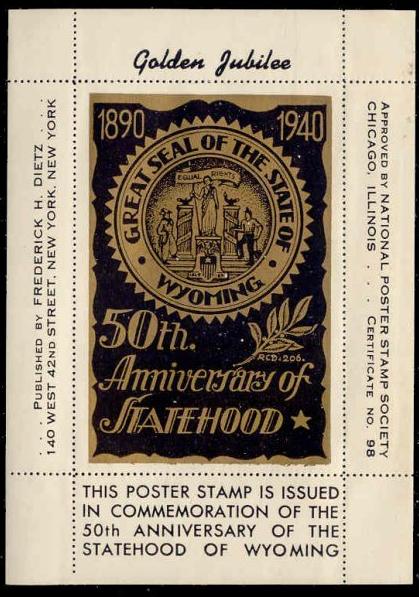 Golden Jubilee
1890 1940
GREAT SEAL OF THE STATE OF
EQUAL RIGHTS
WYOMING
50th.
RCD·206.
Anniversary of
STATEHOOD ★
. . . PUBLISHED BY FREDERICK H. DIETZ . . .
140 WEST 42ND STREET, NEW YORK, NEW YORK
APPROVED BY NATIONAL POSTER STAMP SOCIETY
CHICAGO, ILLINOIS . . CERTIFICATE NO. 98
THIS POSTER STAMP IS ISSUED
IN COMMEMORATION OF THE
50th ANNIVERSARY OF THE
STATEHOOD OF WYOMING